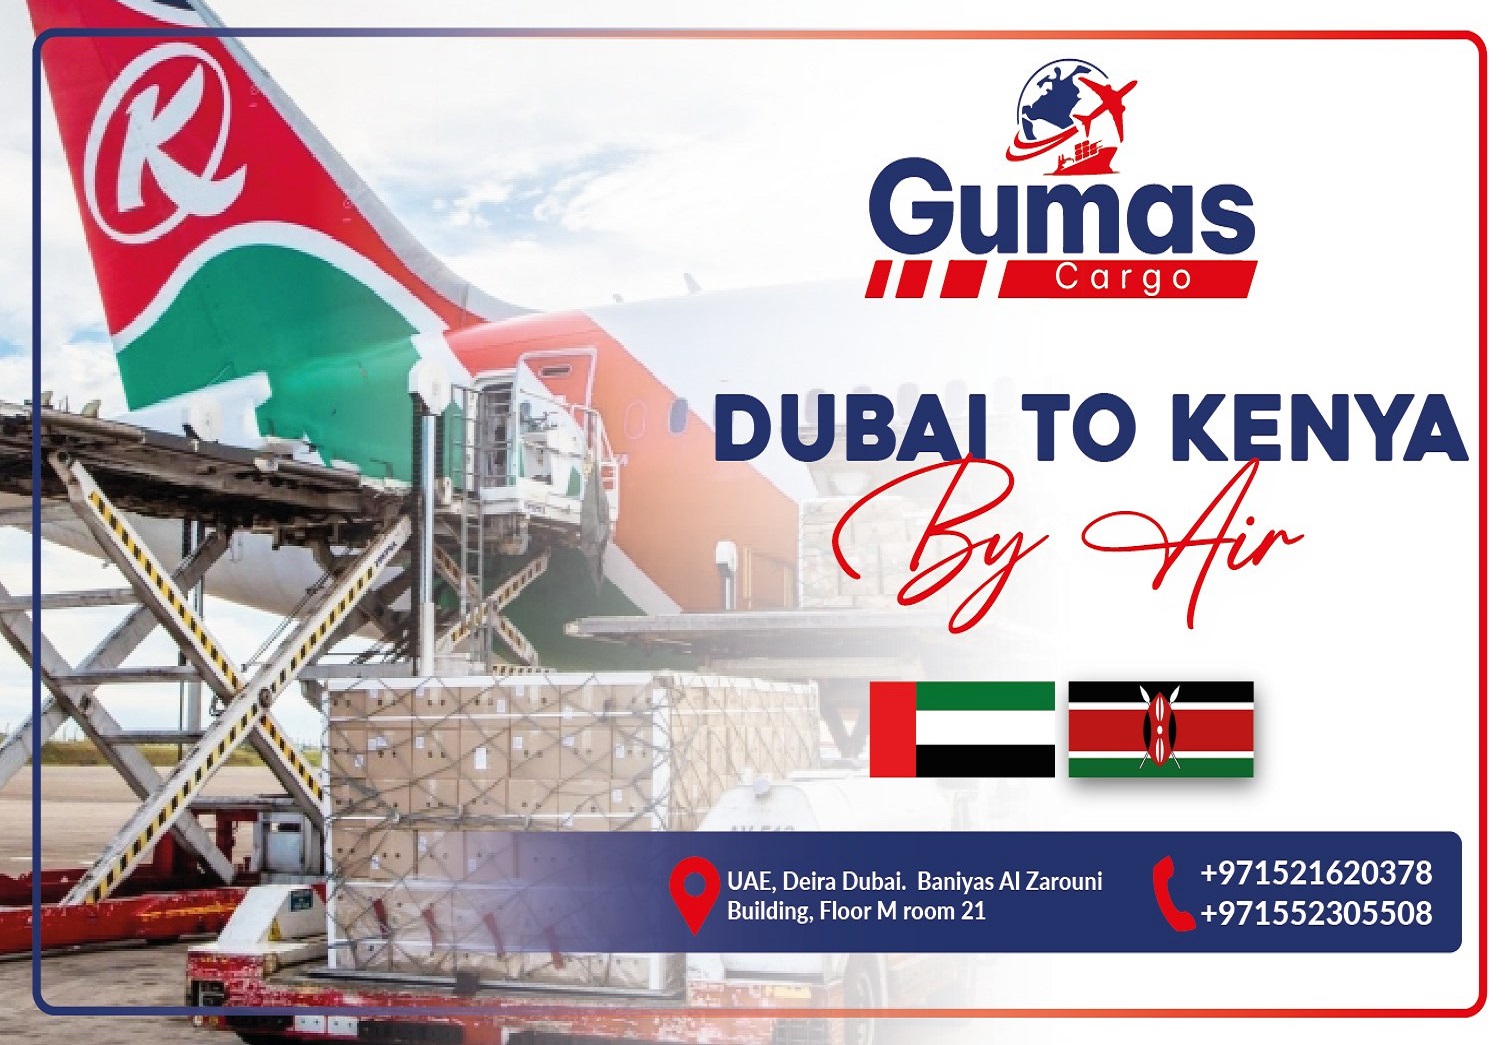 K
Gumas
Cargo
DUBAI TO KENYA
By Air
UAE, Deira Dubai.  Baniyas Al Zarouni
Building, Floor M room 21
+971521620378
+971552305508